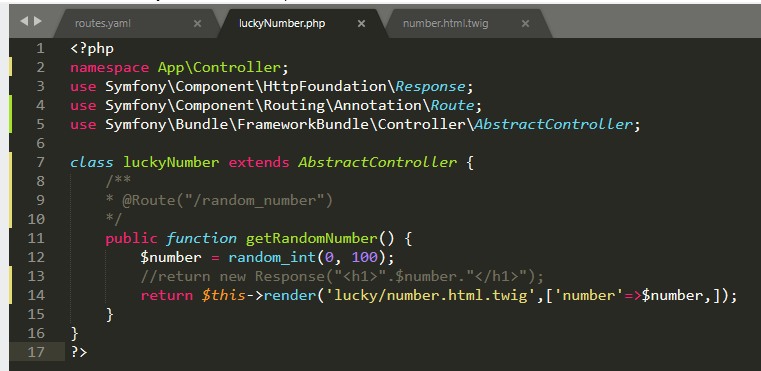 routes.yaml × luckyNumber.php × number.html.twig ×
1 <?php
2 namespace App\Controller;
3 use Symfony\Component\HttpFoundation\Response;
4 use Symfony\Component\Routing\Annotation\Route;
5 use Symfony\Bundle\FrameworkBundle\Controller\AbstractController;
6
7 class luckyNumber extends AbstractController {
8 /**
9 * @Route("/random_number")
10 */
11 public function getRandomNumber() {
12 $number = random_int(0, 100);
13 //return new Response("<h1>".$number."</h1>");
14 return $this->render('lucky/number.html.twig',['number'=>$number,]);
15 }
16 }
17 ?>